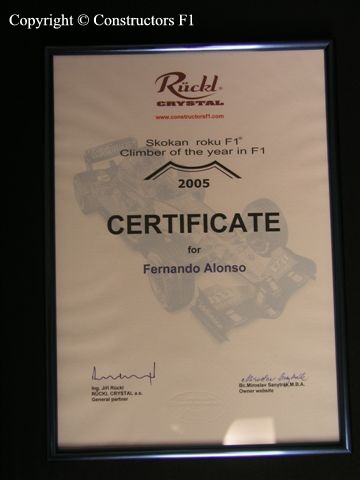 Copyright © Constructors F1
Rückl®
CRYSTAL
www.constructorsf1.com
Skokan roku F1®
Climber of the year in F1
2005
CERTIFICATE
for
Fernando Alonso
Ing. Jiří Rückl
RÜCKL CRYSTAL a.s.
General partner
Bc.Miroslav Sanytrák,M.B.A.
Owner website